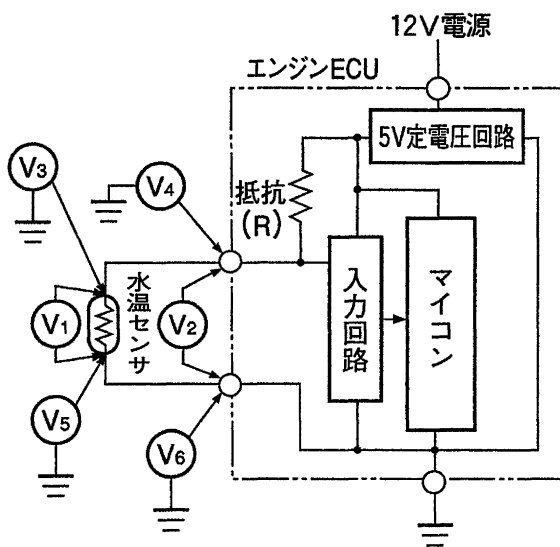 12V電源
エンジンECU
5V定電圧回路
V3
V4
抵抗
(R)
水温センサ
V1
V2
入力回路
マイコン
V5
V6